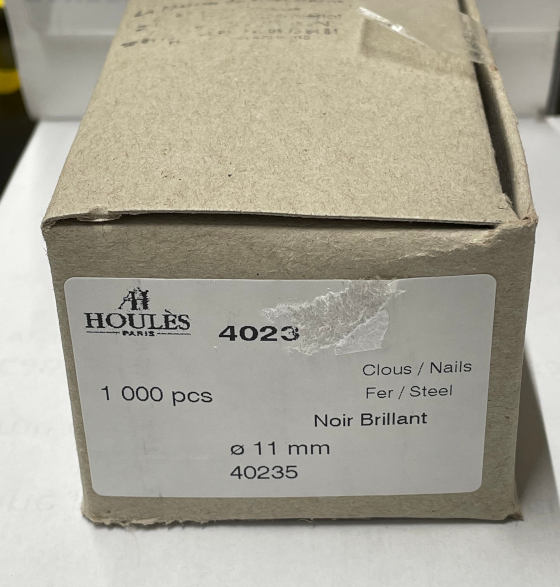 HOULÈS
PARIS
4023
Clous / Nails
1 000 pcs
Fer / Steel
Noir Brillant
ø 11 mm
40235